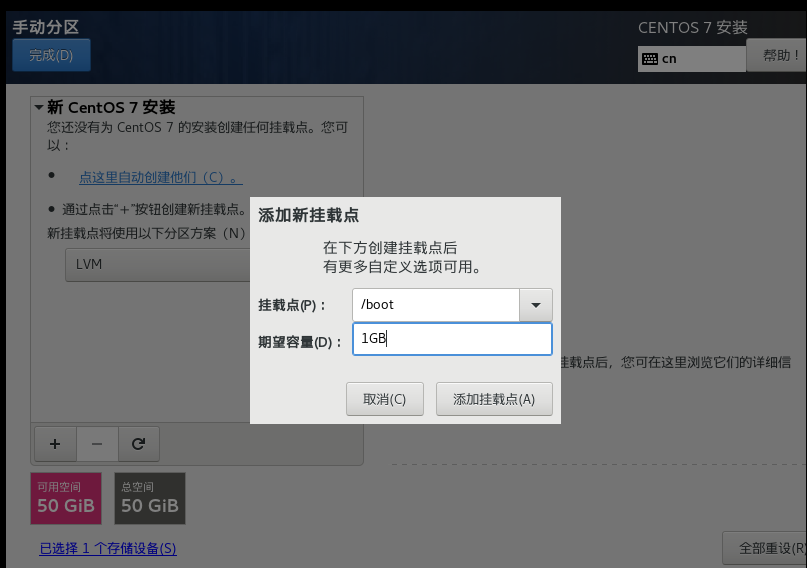 手动分区
CENTOS 7 安装
完成(D)
cn
帮助！
新 CentOS 7 安装
您还没有为 CentOS 7 的安装创建任何挂载点。您可
以：
• 点这里自动创建他们（C）。
• 通过点击“+”按钮创建新挂载点。
新挂载点将使用以下分区方案（N）
LVM
添加新挂载点
在下方创建挂载点后
有更多自定义选项可用。
挂载点(P)：
/boot
期望容量(D)：
1GB
取消(C)
添加挂载点(A)
挂载点后，您可在这里浏览它们的详细信
+ −
可用空间
50 GiB
总空间
50 GiB
已选择 1 个存储设备(S)
全部重设(R